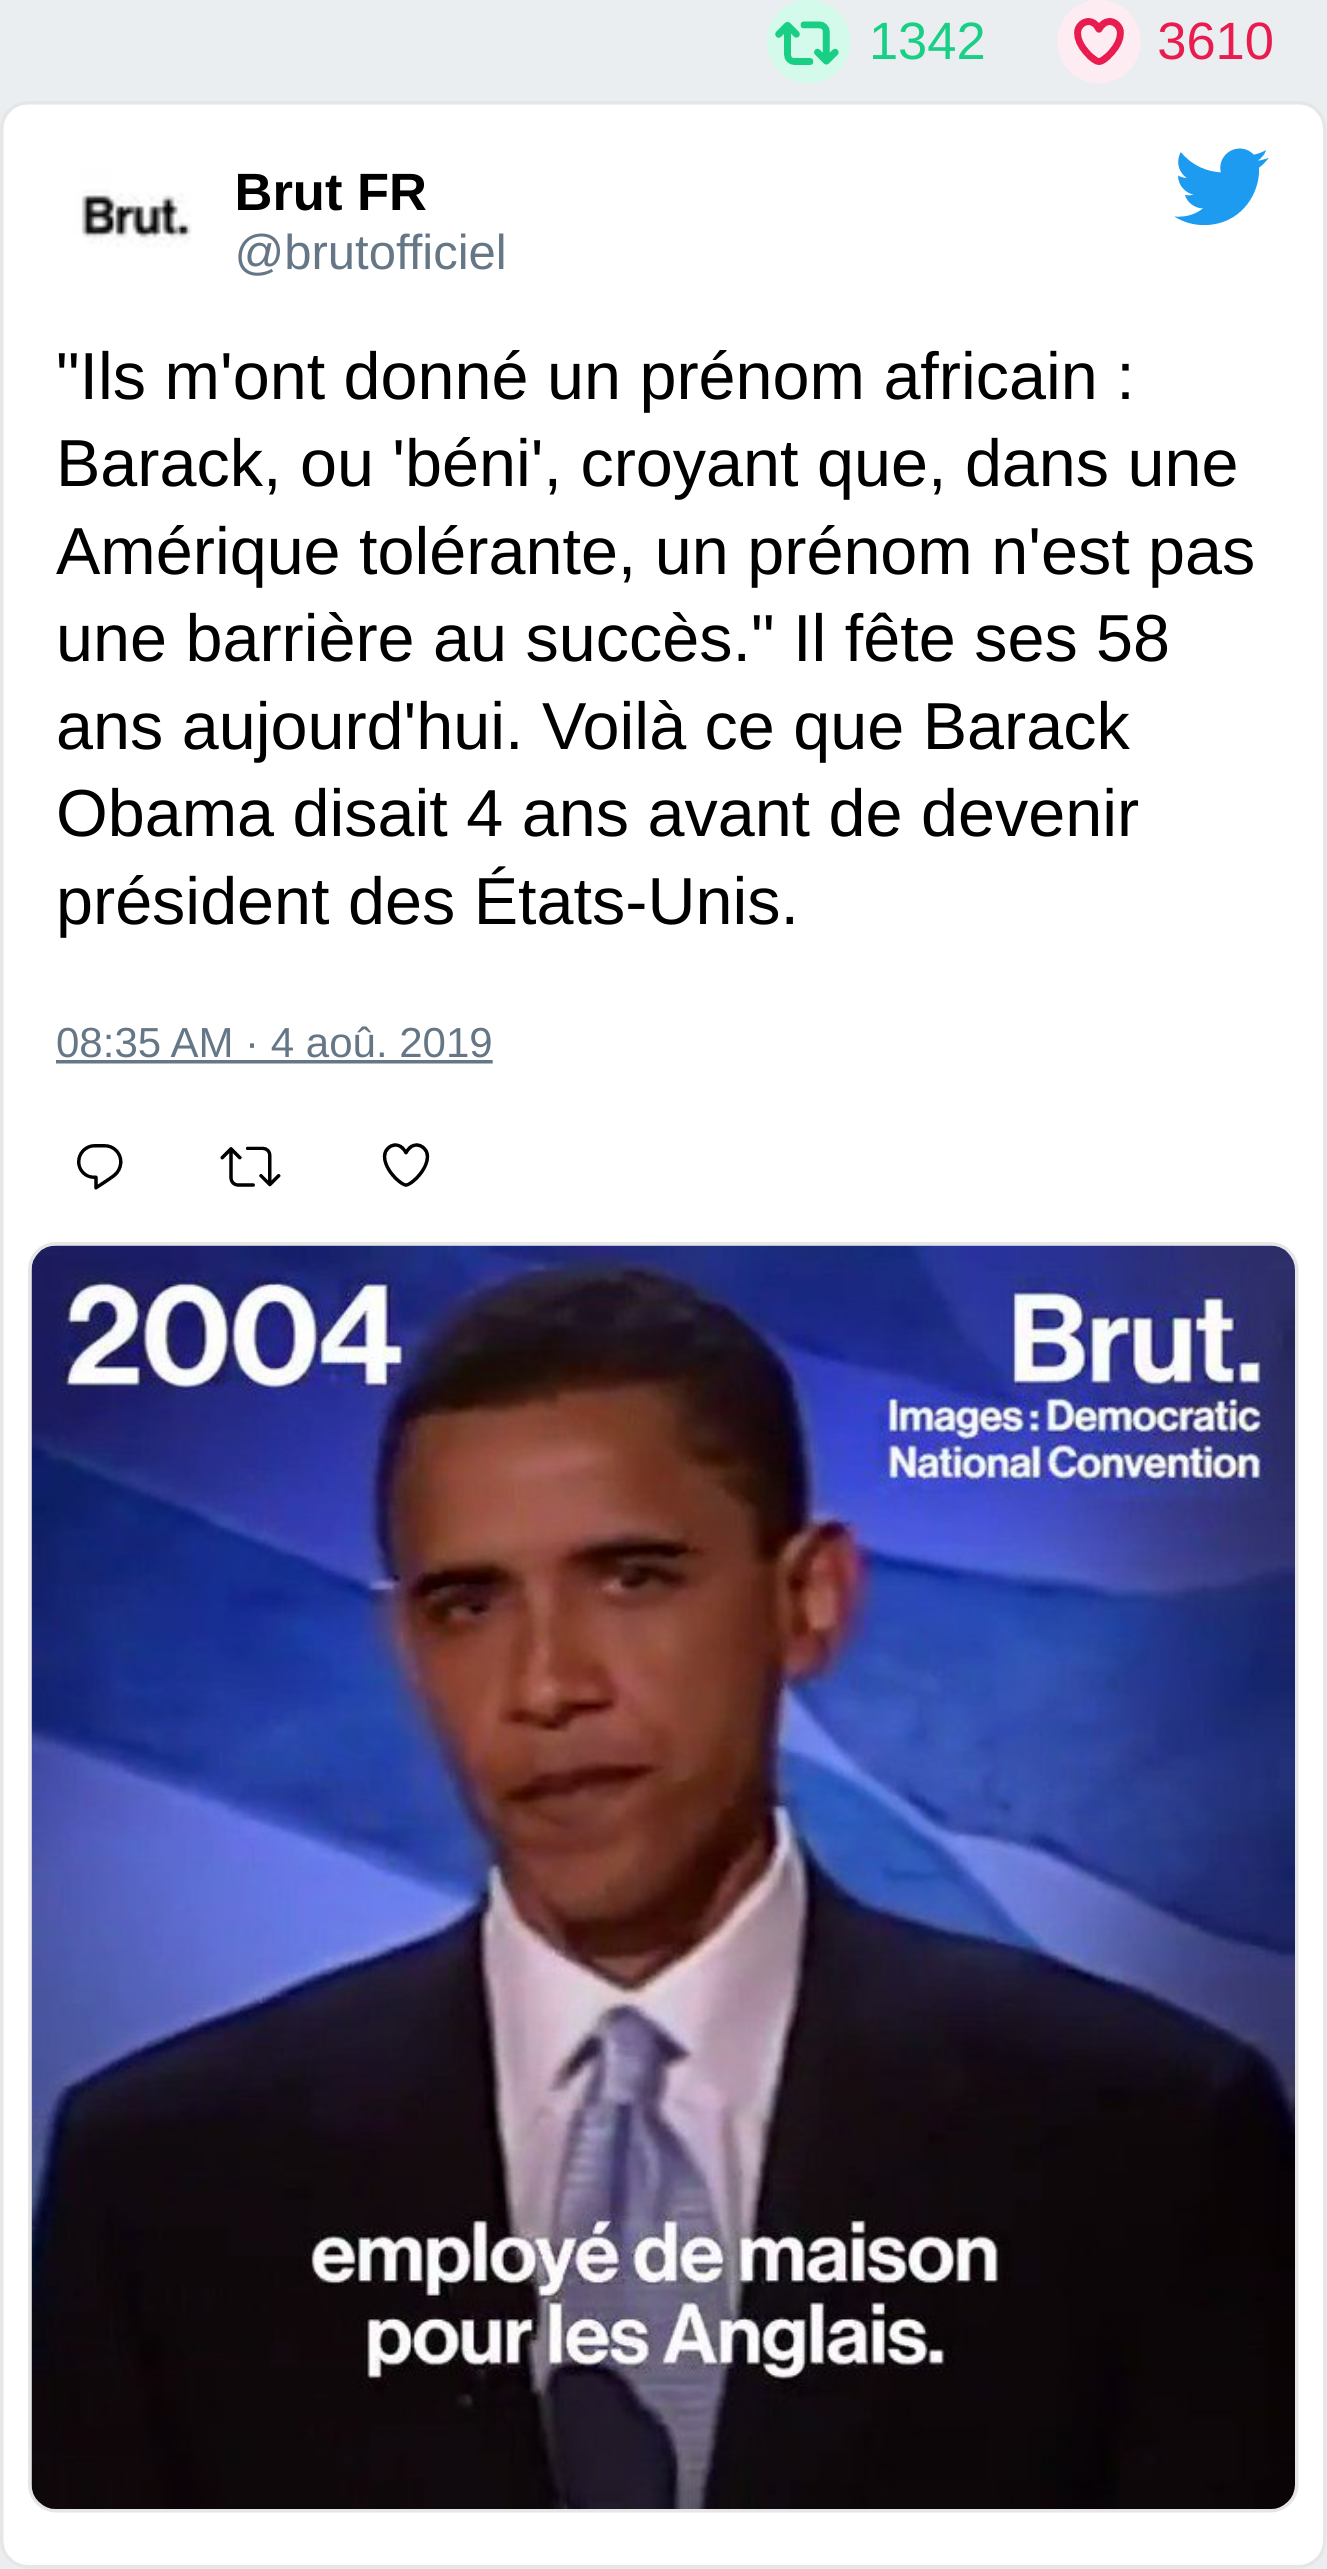 1342 3610
Brut.
Brut FR
@brutofficiel
"Ils m'ont donné un prénom africain :
Barack, ou 'béni', croyant que, dans une
Amérique tolérante, un prénom n'est pas
une barrière au succès." Il fête ses 58
ans aujourd'hui. Voilà ce que Barack
Obama disait 4 ans avant de devenir
président des États-Unis.
08:35 AM · 4 aoû. 2019
2004
Brut.
Images : Democratic
National Convention
employé de maison
pour les Anglais.